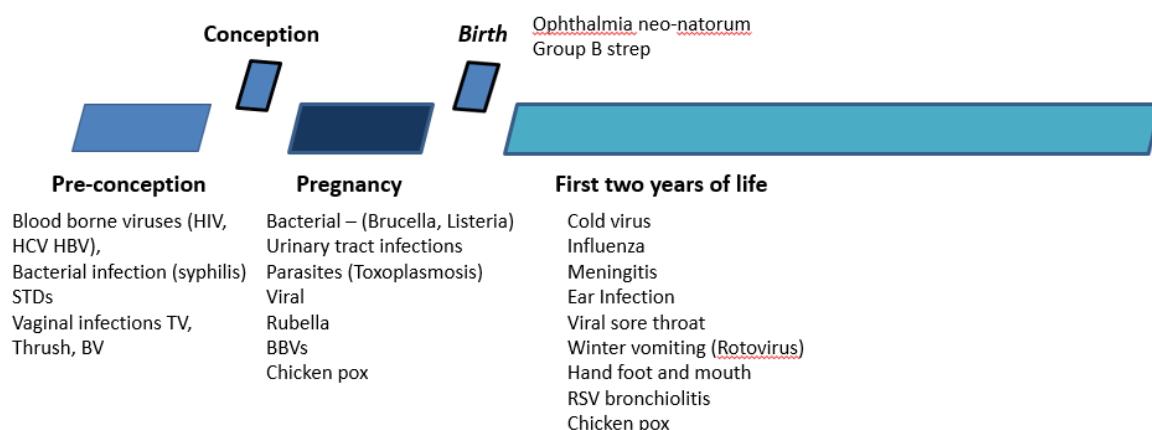 Conception
Birth
Ophthalmia neo-natorum
Group B strep
Pre-conception
Blood borne viruses (HIV,
HCV HBV),
Bacterial infection (syphilis)
STDs
Vaginal infections TV,
Thrush, BV
Pregnancy
Bacterial – (Brucella, Listeria)
Urinary tract infections
Parasites (Toxoplasmosis)
Viral
Rubella
BBVs
Chicken pox
First two years of life
Cold virus
Influenza
Meningitis
Ear Infection
Viral sore throat
Winter vomiting (Rotovirus)
Hand foot and mouth
RSV bronchiolitis
Chicken pox